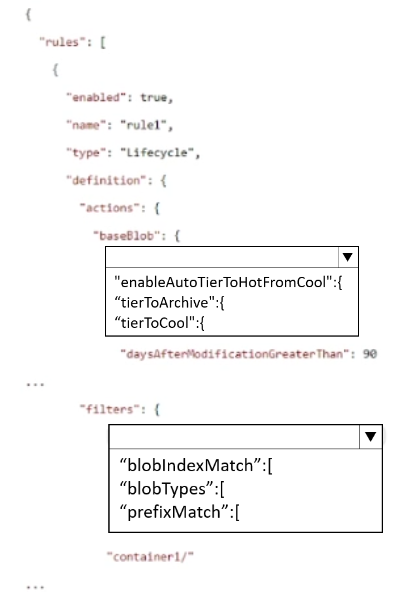 {
"rules": [
{
"enabled": true,
"name": "rule1",
"type": "Lifecycle",
"definition": {
"actions": {
"baseBlob": {
▼
"enableAutoTierToHotFromCool":{
“tierToArchive":{
“tierToCool":{
"daysAfterModificationGreaterThan": 90
...
"filters": {
▼
“blobIndexMatch”:[
“blobTypes”:[
“prefixMatch”:[
"container1/"
...